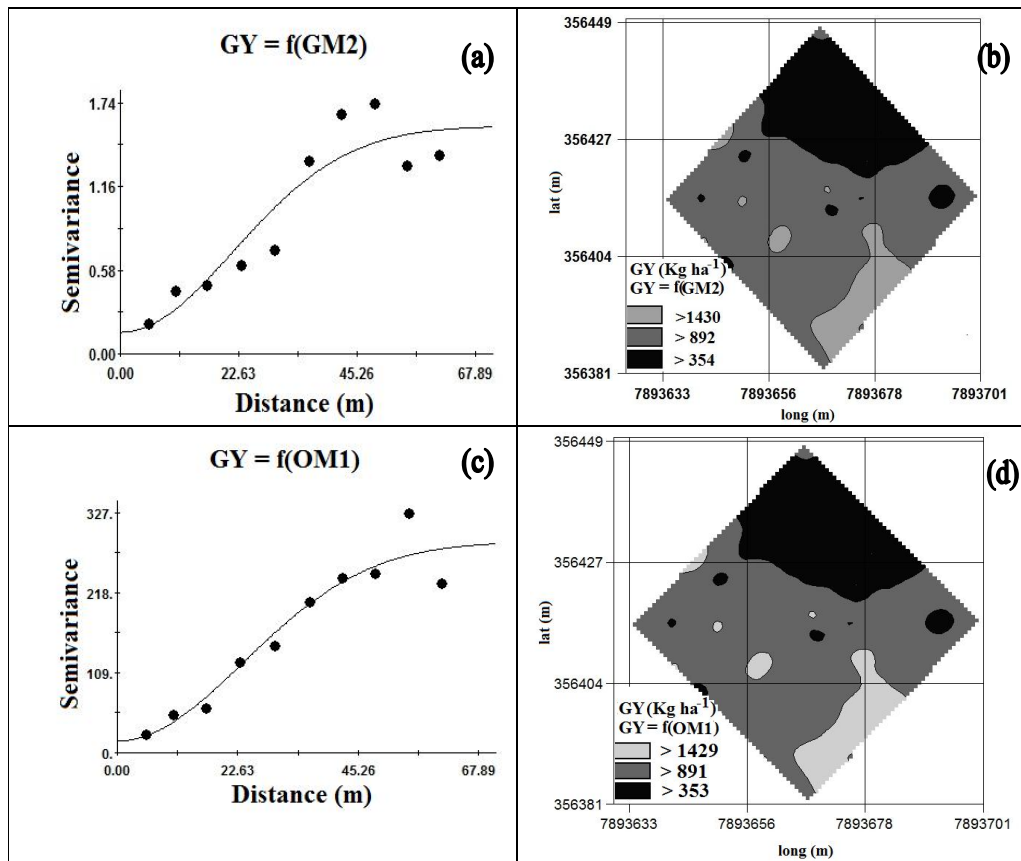 GY = f(GM2)
(a)
1.74
1.16
0.58
0.00
Semivariance
0.00 22.63 45.26 67.89
Distance (m)
(b)
356449
356427
356404
356381
lat (m)
GY (Kg ha-1)
GY = f(GM2)
>1430
> 892
> 354
7893633 7893656 7893678 7893701
long (m)
GY = f(OM1)
(c)
327.
218.
109.
0.
Semivariance
0.00 22.63 45.26 67.89
Distance (m)
(d)
356449
356427
356404
356381
lat (m)
GY (Kg ha-1)
GY = f(OM1)
> 1429
> 891
> 353
7893633 7893656 7893678 7893701
long (m)